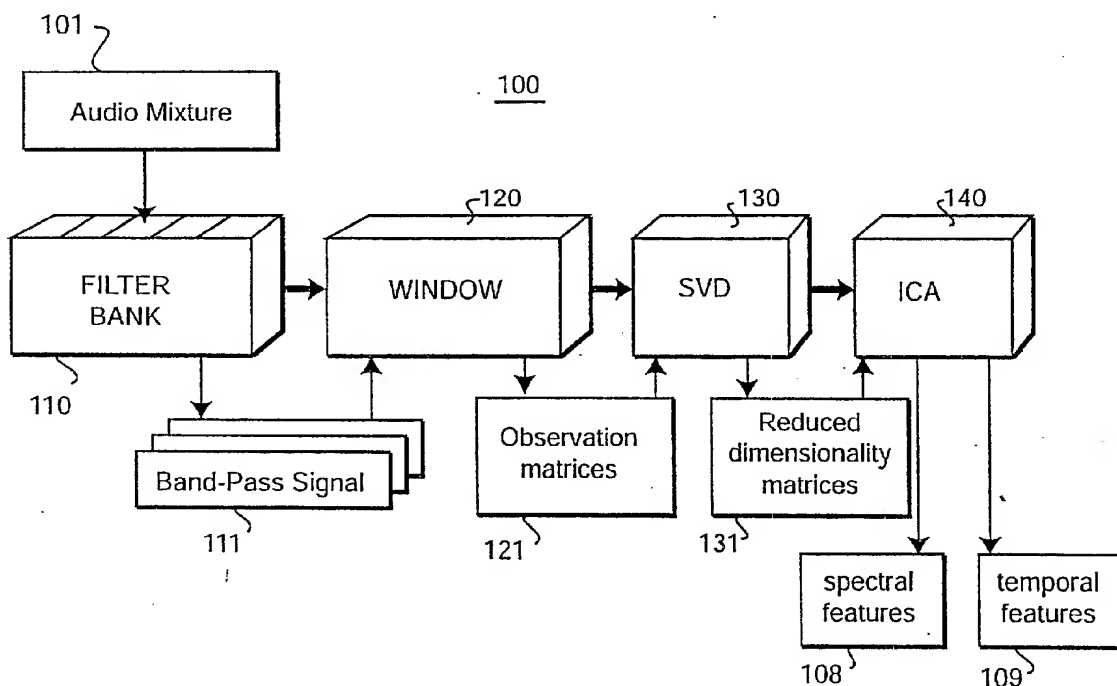 101
Audio Mixture
100
120
130
140
FILTER
BANK
WINDOW
SVD
ICA
110
Band-Pass Signal
111
Observation
matrices
121
Reduced
dimensionality
matrices
131
spectral
features
108
temporal
features
109